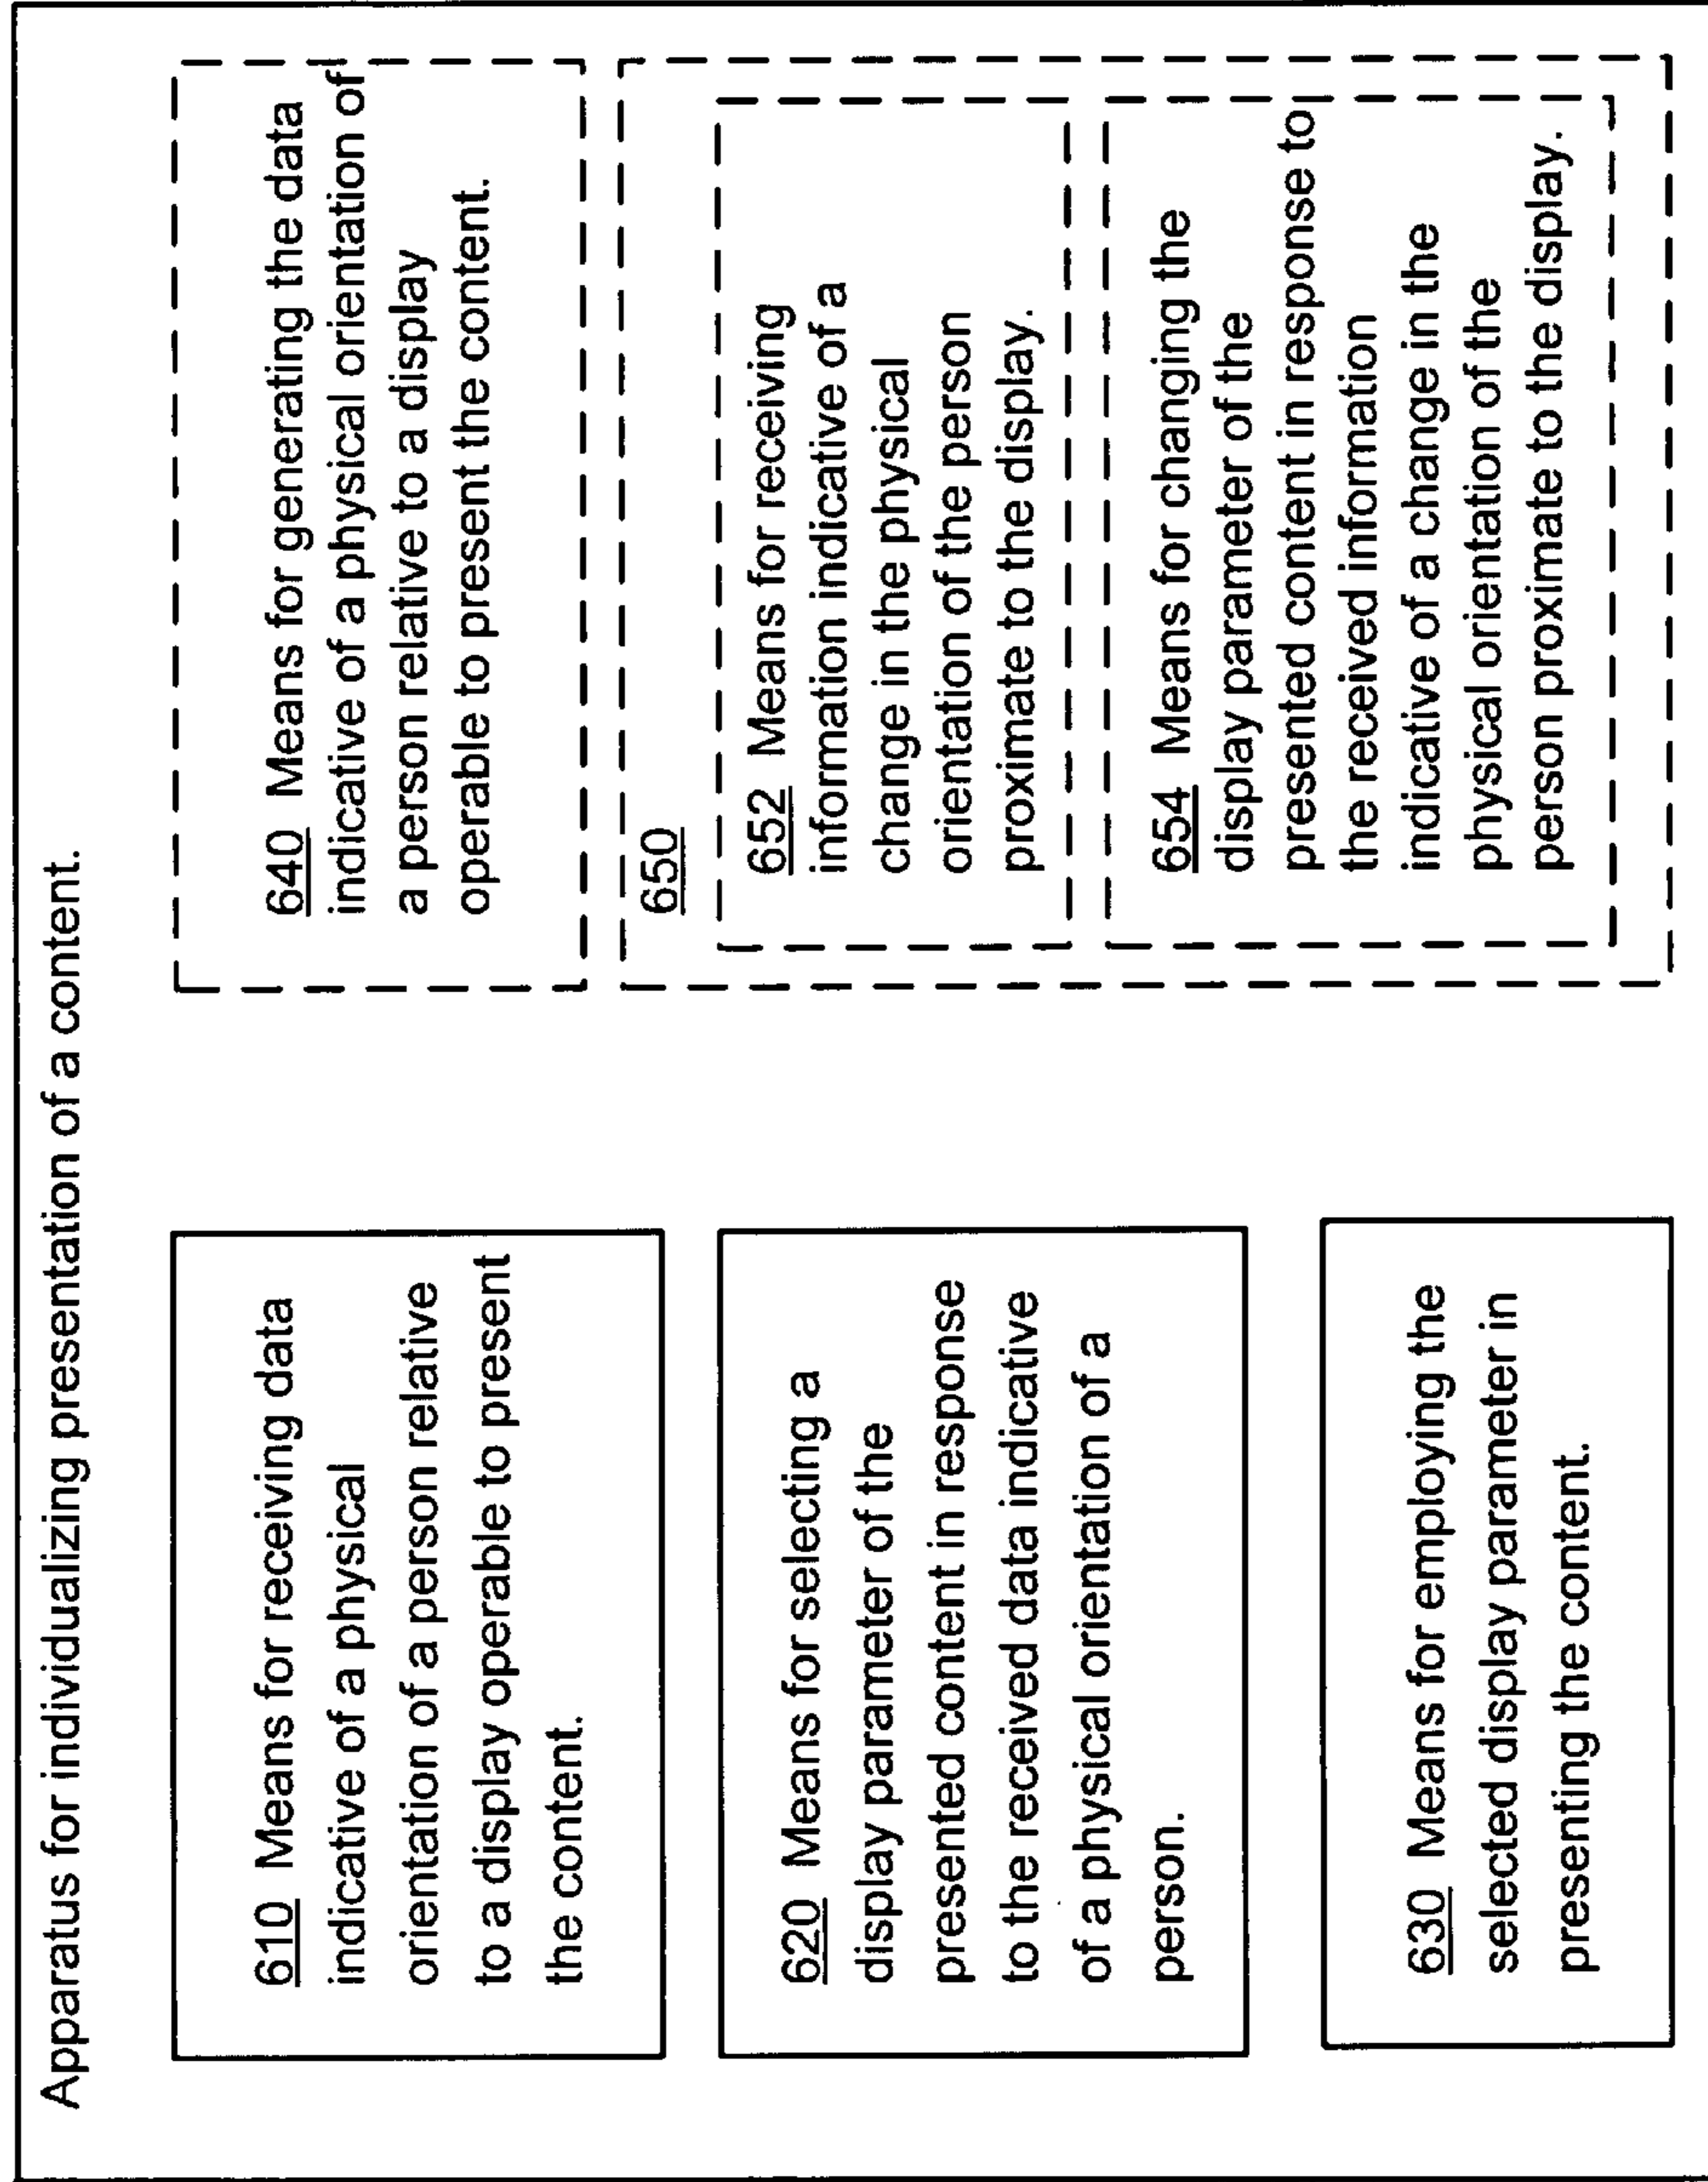 Apparatus for individualizing presentation of a content.
610 Means for receiving data
indicative of a physical
orientation of a person relative
to a display operable to present
the content.
620 Means for selecting a
display parameter of the
presented content in response
to the received data indicative
of a physical orientation of a
person.
630 Means for employing the
selected display parameter in
presenting the content.
640 Means for generating the data
indicative of a physical orientation of
a person relative to a display
operable to present the content.
650
652 Means for receiving
information indicative of a
change in the physical
orientation of the person
proximate to the display.
654 Means for changing the
display parameter of the
presented content in response to
the received information
indicative of a change in the
physical orientation of the
person proximate to the display.